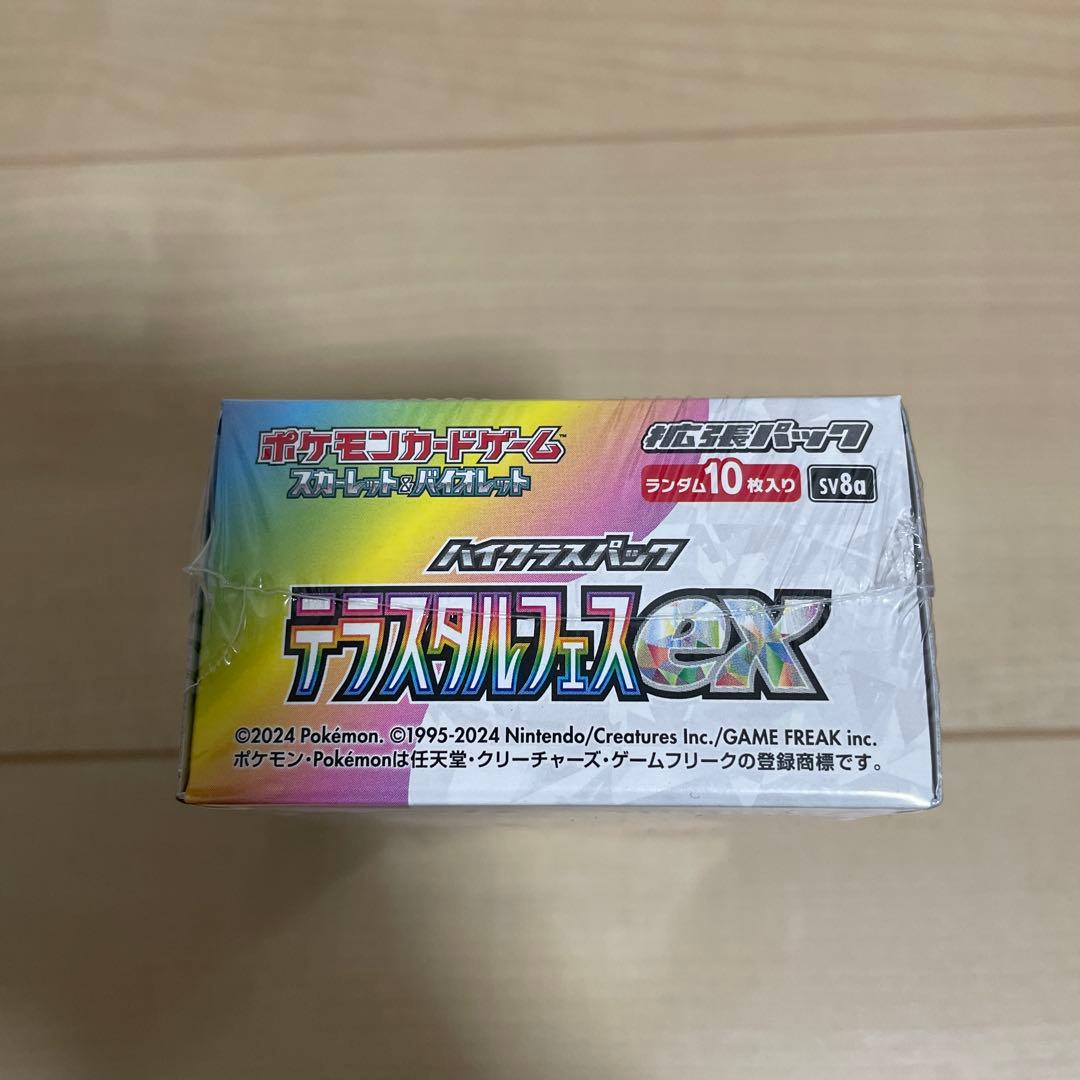 ポケモンカードゲーム™
スカーレット&バイオレット
拡張パック
ランダム10枚入り SV8a
ハイクラスパック
テラスタルフェスex
©2024 Pokémon. ©1995-2024 Nintendo/Creatures Inc./GAME FREAK inc.
ポケモン・Pokémonは任天堂・クリーチャーズ・ゲームフリークの登録商標です。